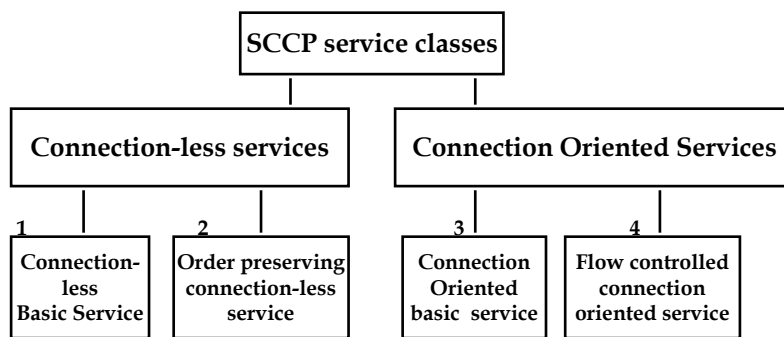 SCCP service classes
Connection-less services
Connection Oriented Services
1
Connection-
less
Basic Service
2
Order preserving
connection-less
service
3
Connection
Oriented
basic service
4
Flow controlled
connection
oriented service